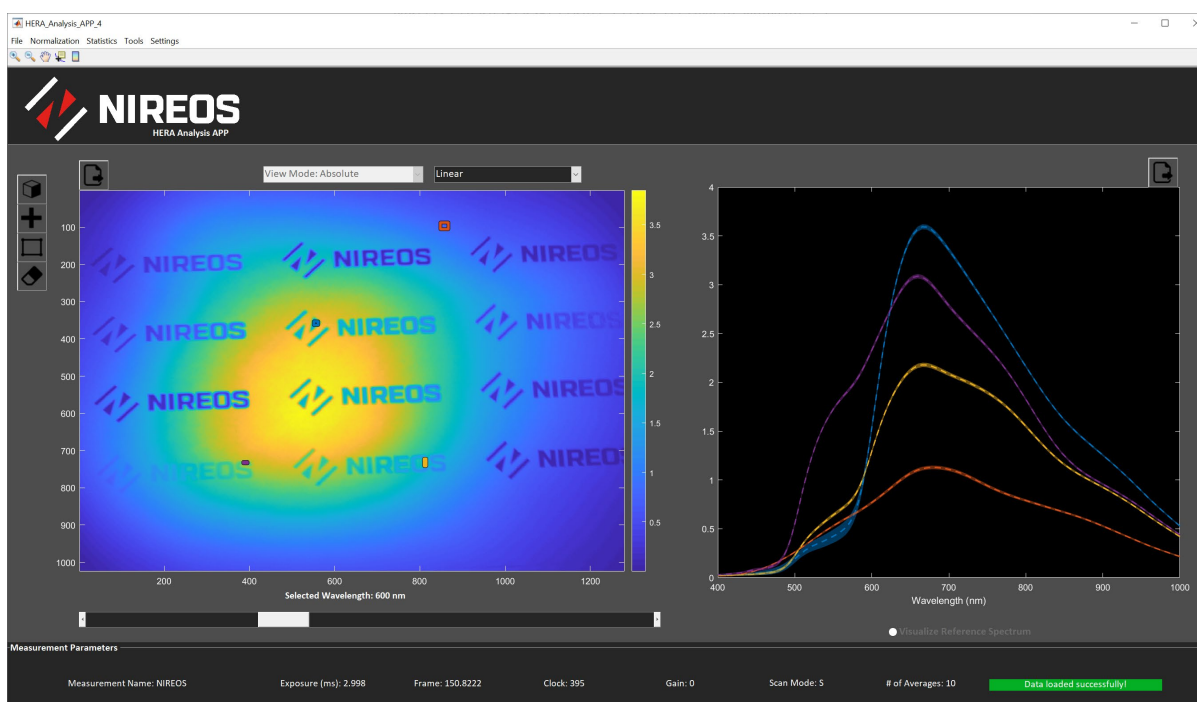 HERA_Analysis_APP_4
File Normalization Statistics Tools Settings
NIREOS
HERA Analysis APP
View Mode: Absolute
Linear
NIREOS NIREOS NIREOS
NIREOS NIREOS NIREOS
NIREOS NIREOS NIREOS
NIREOS NIREOS NIREO
100
200
300
400
500
600
700
800
900
1000
200 400 600 800 1000 1200
Selected Wavelength: 600 nm
3.5
3
2.5
2
1.5
1
0.5
4
3.5
3
2.5
2
1.5
1
0.5
0
400 500 600 700 800 900 1000
Wavelength (nm)
Visualize Reference Spectrum
Measurement Parameters
Measurement Name: NIREOS Exposure (ms): 2.998 Frame: 150.8222 Clock: 395 Gain: 0 Scan Mode: S # of Averages: 10 Data loaded successfully!